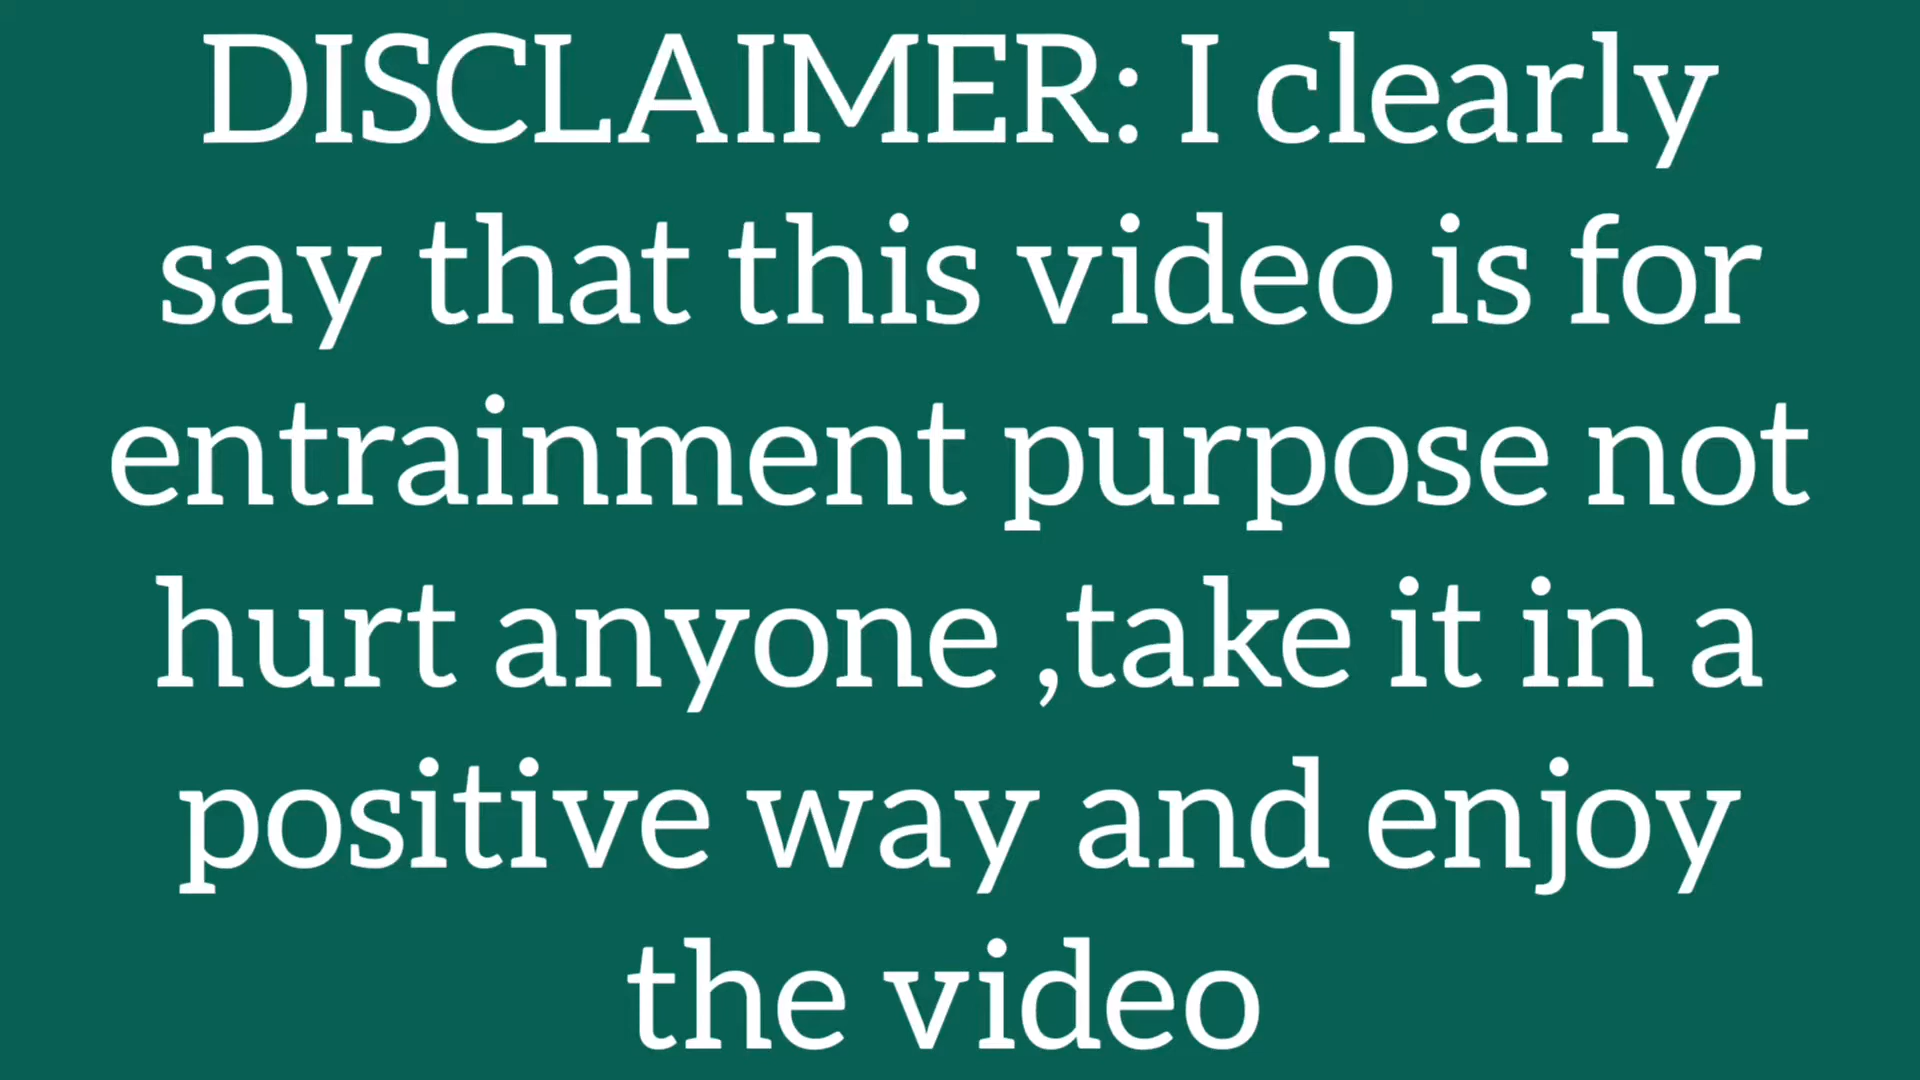 DISCLAIMER: I clearly
say that this video is for
entrainment purpose not
hurt anyone ,take it in a
positive way and enjoy
the video